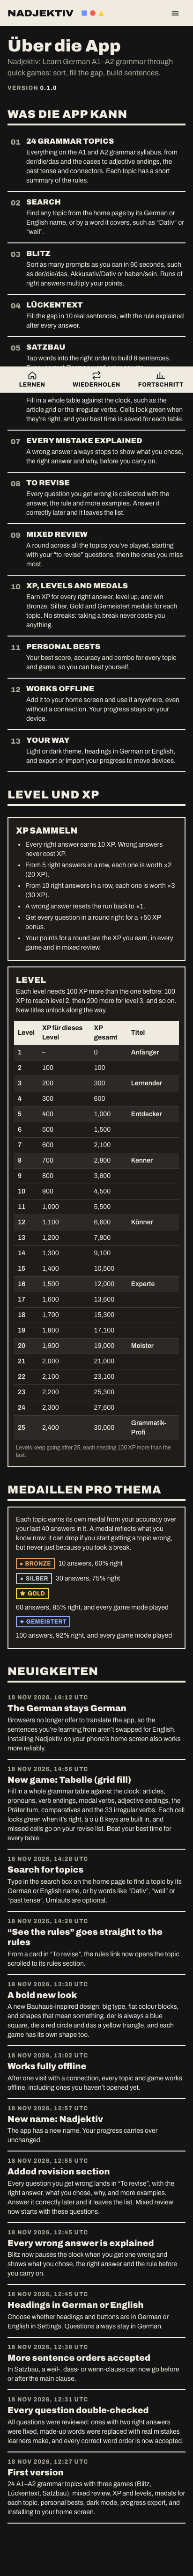 NADJEKTIV
Über die App
Nadjektiv: Learn German A1–A2 grammar through
quick games: sort, fill the gap, build sentences.
VERSION 0.1.0
WAS DIE APP KANN
01 24 GRAMMAR TOPICS
Everything on the A1 and A2 grammar syllabus, from
der/die/das and the cases to adjective endings, the
past tense and connectors. Each topic has a short
summary of the rules.
02 SEARCH
Find any topic from the home page by its German or
English name, or by a word it covers, such as “Dativ” or
“weil”.
03 BLITZ
Sort as many prompts as you can in 60 seconds, such
as der/die/das, Akkusativ/Dativ or haben/sein. Runs of
right answers multiply your points.
04 LÜCKENTEXT
Fill the gap in 10 real sentences, with the rule explained
after every answer.
05 SATZBAU
Tap words into the right order to build 8 sentences.
LERNEN
WIEDERHOLEN
FORTSCHRITT
Fill in a whole table against the clock, such as the
article grid or the irregular verbs. Cells lock green when
they’re right, and your best time is saved for each table.
07 EVERY MISTAKE EXPLAINED
A wrong answer always stops to show what you chose,
the right answer and why, before you carry on.
08 TO REVISE
Every question you get wrong is collected with the
answer, the rule and more examples. Answer it
correctly later and it leaves the list.
09 MIXED REVIEW
A round across all the topics you’ve played, starting
with your “to revise” questions, then the ones you miss
most.
10 XP, LEVELS AND MEDALS
Earn XP for every right answer, level up, and win
Bronze, Silber, Gold and Gemeistert medals for each
topic. No streaks: taking a break never costs you
anything.
11 PERSONAL BESTS
Your best score, accuracy and combo for every topic
and game, so you can beat yourself.
12 WORKS OFFLINE
Add it to your home screen and use it anywhere, even
without a connection. Your progress stays on your
device.
13 YOUR WAY
Light or dark theme, headings in German or English,
and export or import your progress to move devices.
LEVEL UND XP
XP SAMMELN
• Every right answer earns 10 XP. Wrong answers
never cost XP.
• From 5 right answers in a row, each one is worth ×2
(20 XP).
• From 10 right answers in a row, each one is worth ×3
(30 XP).
• A wrong answer resets the run back to ×1.
• Get every question in a round right for a +50 XP
bonus.
• Your points for a round are the XP you earn, in every
game and in mixed review.
LEVEL
Each level needs 100 XP more than the one before: 100
XP to reach level 2, then 200 more for level 3, and so on.
New titles unlock along the way.
Level XP für dieses Level XP gesamt Titel
1 – 0 Anfänger
2 100 100
3 200 300 Lernender
4 300 600
5 400 1,000 Entdecker
6 500 1,500
7 600 2,100
8 700 2,800 Kenner
9 800 3,600
10 900 4,500
11 1,000 5,500
12 1,100 6,600 Könner
13 1,200 7,800
14 1,300 9,100
15 1,400 10,500
16 1,500 12,000 Experte
17 1,600 13,600
18 1,700 15,300
19 1,800 17,100
20 1,900 19,000 Meister
21 2,000 21,000
22 2,100 23,100
23 2,200 25,300
24 2,300 27,600
25 2,400 30,000 Grammatik-Profi
Levels keep going after 25, each needing 100 XP more than the
last.
MEDAILLEN PRO THEMA
Each topic earns its own medal from your accuracy over
your last 40 answers in it. A medal reflects what you
know now: it can drop if you start getting a topic wrong,
but never just because you took a break.
BRONZE 10 answers, 60% right
SILBER 30 answers, 75% right
GOLD
60 answers, 85% right, and every game mode played
GEMEISTERT
100 answers, 92% right, and every game mode played
NEUIGKEITEN
18 NOV 2026, 16:12 UTC
The German stays German
Browsers no longer offer to translate the app, so the
sentences you’re learning from aren’t swapped for English.
Installing Nadjektiv on your phone’s home screen also works
more reliably.
18 NOV 2026, 14:56 UTC
New game: Tabelle (grid fill)
Fill in a whole grammar table against the clock: articles,
pronouns, verb endings, modal verbs, adjective endings, the
Präteritum, comparatives and the 33 irregular verbs. Each cell
locks green when it’s right, ä ö ü ß keys are built in, and
missed cells go on your revise list. Beat your best time for
every table.
18 NOV 2026, 14:28 UTC
Search for topics
Type in the search box on the home page to find a topic by its
German or English name, or by words like “Dativ”, “weil” or
“past tense”. Umlauts are optional.
18 NOV 2026, 14:28 UTC
“See the rules” goes straight to the
rules
From a card in “To revise”, the rules link now opens the topic
scrolled to its rules section.
18 NOV 2026, 13:30 UTC
A bold new look
A new Bauhaus-inspired design: big type, flat colour blocks,
and shapes that mean something. der is always a blue
square, die a red circle and das a yellow triangle, and each
game has its own shape too.
18 NOV 2026, 13:02 UTC
Works fully offline
After one visit with a connection, every topic and game works
offline, including ones you haven’t opened yet.
18 NOV 2026, 12:57 UTC
New name: Nadjektiv
The app has a new name. Your progress carries over
unchanged.
18 NOV 2026, 12:55 UTC
Added revision section
Every question you get wrong lands in “To revise”, with the
right answer, what you chose, why, and more examples.
Answer it correctly later and it leaves the list. Mixed review
now starts with these questions.
18 NOV 2026, 12:45 UTC
Every wrong answer is explained
Blitz now pauses the clock when you get one wrong and
shows what you chose, the right answer and the rule before
you carry on.
18 NOV 2026, 12:45 UTC
Headings in German or English
Choose whether headings and buttons are in German or
English in Settings. Questions always stay in German.
18 NOV 2026, 12:38 UTC
More sentence orders accepted
In Satzbau, a weil-, dass- or wenn-clause can now go before
or after the main clause.
18 NOV 2026, 12:31 UTC
Every question double-checked
All questions were reviewed: ones with two right answers
were fixed, made-up words were replaced with real mistakes
learners make, and every correct word order is now accepted.
18 NOV 2026, 12:27 UTC
First version
24 A1–A2 grammar topics with three games (Blitz,
Lückentext, Satzbau), mixed review, XP and levels, medals for
each topic, personal bests, dark mode, progress export, and
installing to your home screen.